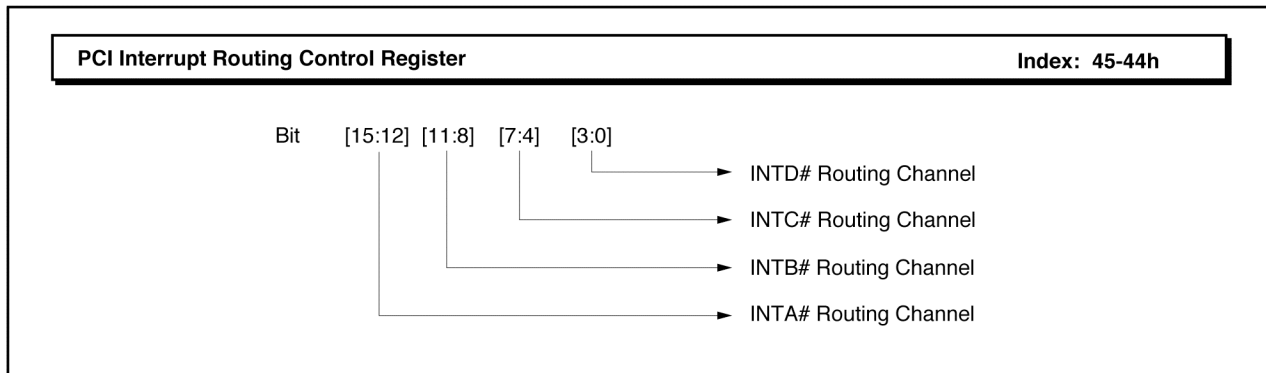 PCI Interrupt Routing Control Register Index: 45-44h
Bit [15:12] [11:8] [7:4] [3:0]
INTD# Routing Channel
INTC# Routing Channel
INTB# Routing Channel
INTA# Routing Channel